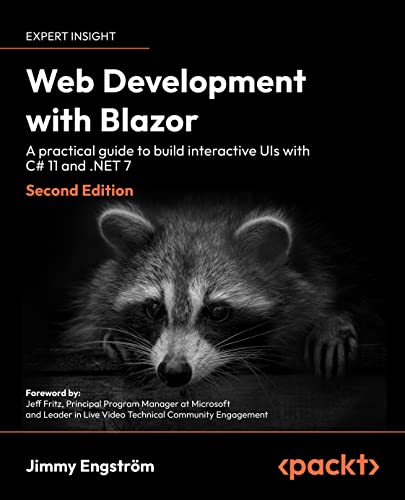 EXPERT INSIGHT
Web Development
with Blazor
A practical guide to build interactive UIs with
C# 11 and .NET 7
Second Edition
Foreword by:
Jeff Fritz, Principal Program Manager at Microsoft
and Leader in Live Video Technical Community Engagement
Jimmy Engström
<packt>